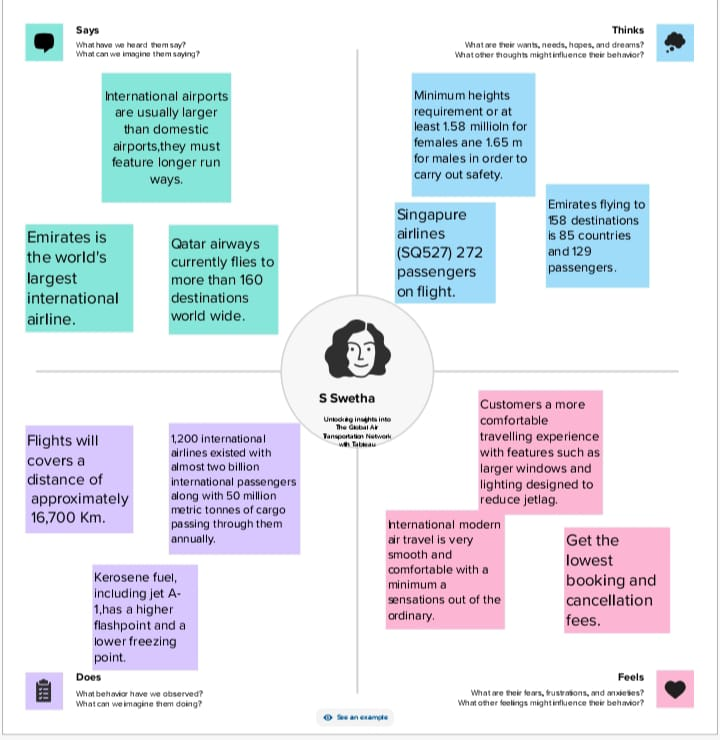 Says
What have we heard them say?
What can we imagine them saying?
International airports
are usually larger
than domestic
airports,they must
feature longer run
ways.
Emirates is
the world's
largest
international
airline.
Qatar airways
currently flies to
more than 160
destinations
world wide.
Thinks
What are their wants, needs, hopes, and dreams?
What other thoughts might influence their behavior?
Minimum heights
requirement or at
least 1.58 millioln for
females ane 1.65 m
for males in order to
carry out safety.
Singapure
airlines
(SQ527) 272
passengers
on flight.
Emirates flying to
158 destinations
is 85 countries
and 129
passengers.
S Swetha
Unlocking insights into
The Global Air
Transportation Network
with Tableau
Flights will
covers a
distance of
approximately
16,700 Km.
1,200 international
airlines existed with
almost two billion
international passengers
along with 50 million
metric tonnes of cargo
passing through them
annually.
Kerosene fuel,
including jet A-
1,has a higher
flashpoint and a
lower freezing
point.
Does
What behavior have we observed?
What can we imagine them doing?
Customers a more
comfortable
travelling experience
with features such as
larger windows and
lighting designed to
reduce jetlag.
International modern
air travel is very
smooth and
comfortable with a
minimum a
sensations out of the
ordinary.
Get the
lowest
booking and
cancellation
fees.
Feels
What are their fears, frustrations, and anxieties?
What other feelings might influence their behavior?
See an example